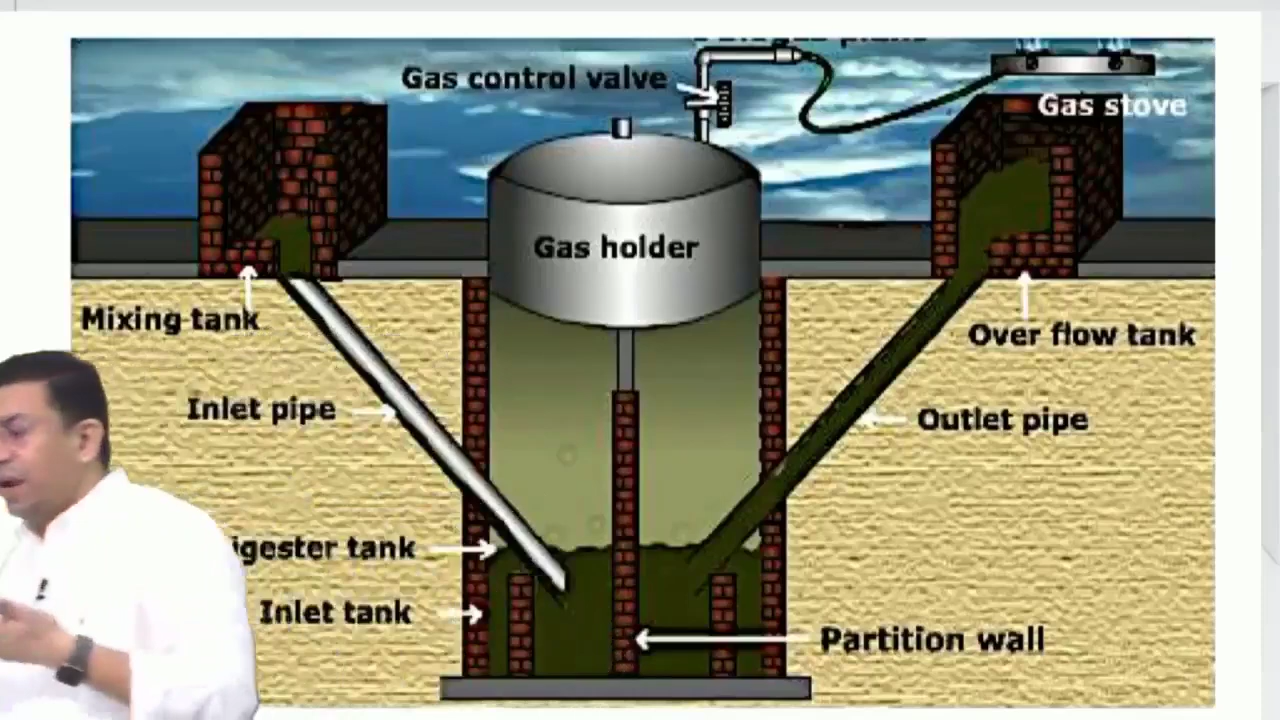 Gas control valve
Gas stove
Gas holder
Mixing tank
Over flow tank
Inlet pipe
Outlet pipe
igester tank
Inlet tank
Partition wall